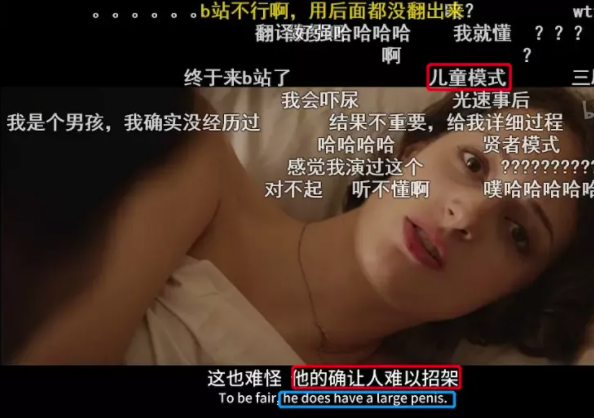 。。。。。。b站不行啊，用后面都没翻出来 ？ wt
翻译好强哈哈哈哈 我就懂 ？？？
啊 ？
终于来b站了 儿童模式 三
我会吓尿 光速事后
我是个男孩，我确实没经历过 结果不重要，给我详细过程
哈哈哈哈 贤者模式
感觉我演过这个 ??????????
对不起 听不懂啊 噗哈哈哈哈哈
这也难怪 他的确让人难以招架
To be fair, he does have a large penis.